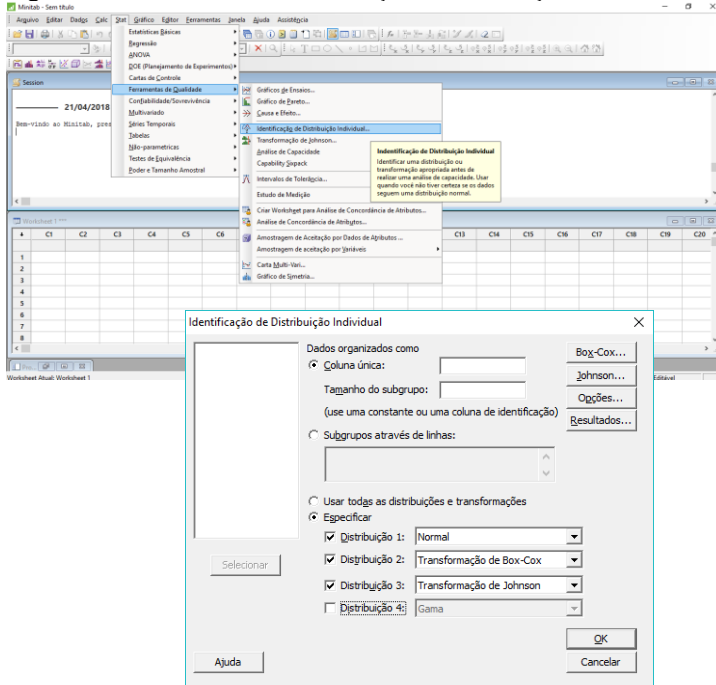 Minitab - Sem título
Arquivo Editar Dados Calc Stat Gráfico Editor Ferramentas Janela Ajuda Assistência
Estatísticas Básicas
Regressão
ANOVA
DOE (Planejamento de Experimentos)
Cartas de Controle
Ferramentas de Qualidade
Confiabilidade/Sovrevivência
Multivariado
Séries Temporais
Tabelas
Não-parametricas
Testes de Equivalência
Poder e Tamanho Amostral
Gráficos de Ensaios...
Gráfico de Pareto...
Causa e Efeito...
Identificação de Distribuição Individual...
Transformação de Johnson...
Análise de Capacidade
Capability Sixpack
Intervalos de Tolerância...
Estudo de Medição
Criar Worksheet para Análise de Concordância de Atributos...
Análise de Concordância de Atributos...
Amostragem de Aceitação por Dados de Atributos ...
Amostragem de aceitação por Variáveis
Carta Multi-Vari...
Gráfico de Simetria...
Indentificação de Distribuição Individual
Identificar uma distribuição ou
transformação apropriada antes de
realizar uma análise de capacidade. Usar
quando você não tiver certeza se os dados
seguem uma distribuição normal.
Session
21/04/2018
Bem-vindo ao Minitab, pres
Worksheet 1 ***
C1 C2 C3 C4 C5 C6 C13 C14 C15 C16 C17 C18 C19 C20
1
2
3
4
5
6
7
8
Worksheet Atual: Worksheet 1
Editável
Identificação de Distribuição Individual
Dados organizados como
Coluna única:
Tamanho do subgrupo:
(use uma constante ou uma coluna de identificação)
Subgrupos através de linhas:
Box-Cox...
Johnson...
Opções...
Resultados...
Usar todas as distribuições e transformações
Especificar
Distribuição 1: Normal
Distribuição 2: Transformação de Box-Cox
Distribuição 3: Transformação de Johnson
Distribuição 4: Gama
Selecionar
Ajuda
OK
Cancelar